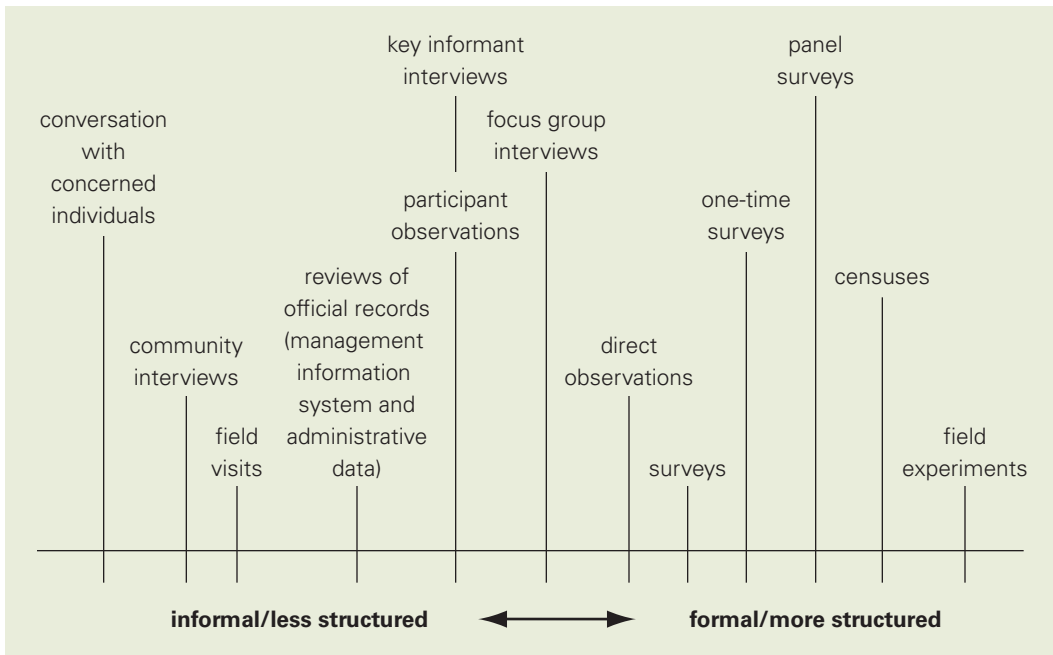 conversation
with
concerned
individuals
community
interviews
field
visits
reviews of
official records
(management
information
system and
administrative
data)
key informant
interviews
participant
observations
focus group
interviews
direct
observations
surveys
one-time
surveys
panel
surveys
censuses
field
experiments
informal/less structured
formal/more structured